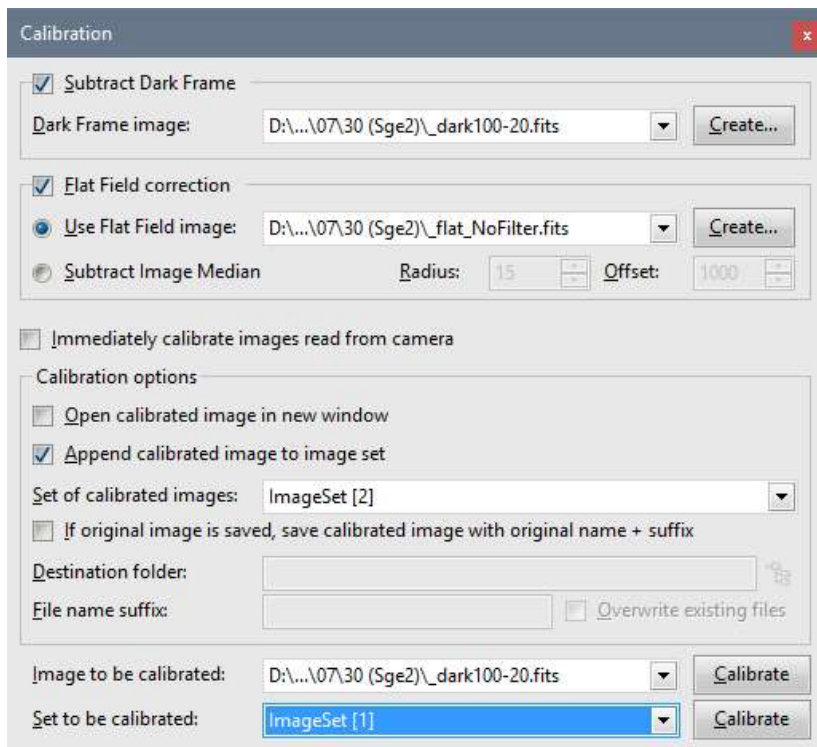 Calibration
x
Subtract Dark Frame
Dark Frame image: D:\...\07\30 (Sge2)\_dark100-20.fits Create...
Flat Field correction
Use Flat Field image: D:\...\07\30 (Sge2)\_flat_NoFilter.fits Create...
Subtract Image Median Radius: 15 Offset: 1000
Immediately calibrate images read from camera
Calibration options
Open calibrated image in new window
Append calibrated image to image set
Set of calibrated images: ImageSet [2]
If original image is saved, save calibrated image with original name + suffix
Destination folder:
File name suffix: Overwrite existing files
Image to be calibrated: D:\...\07\30 (Sge2)\_dark100-20.fits Calibrate
Set to be calibrated: ImageSet [1] Calibrate